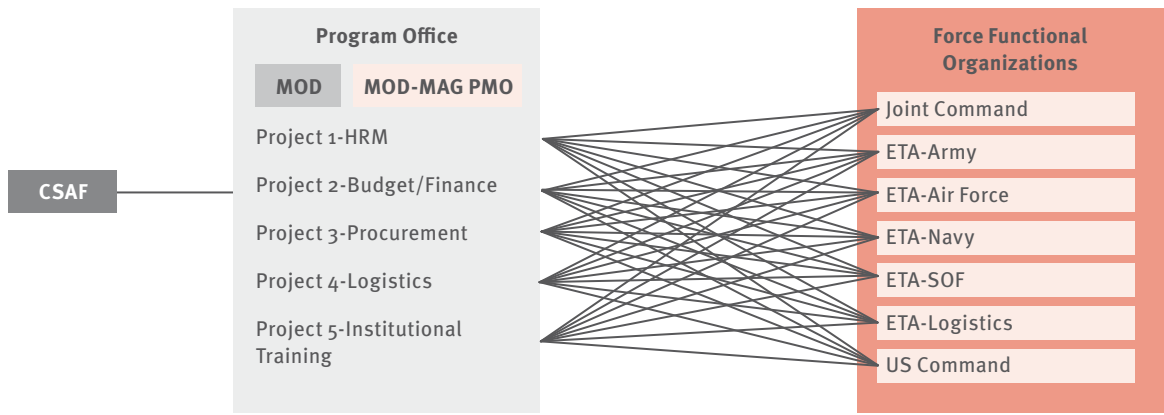 CSAF
Program Office
MOD
MOD-MAG PMO
Project 1-HRM
Project 2-Budget/Finance
Project 3-Procurement
Project 4-Logistics
Project 5-Institutional
Training
Force Functional
Organizations
Joint Command
ETA-Army
ETA-Air Force
ETA-Navy
ETA-SOF
ETA-Logistics
US Command